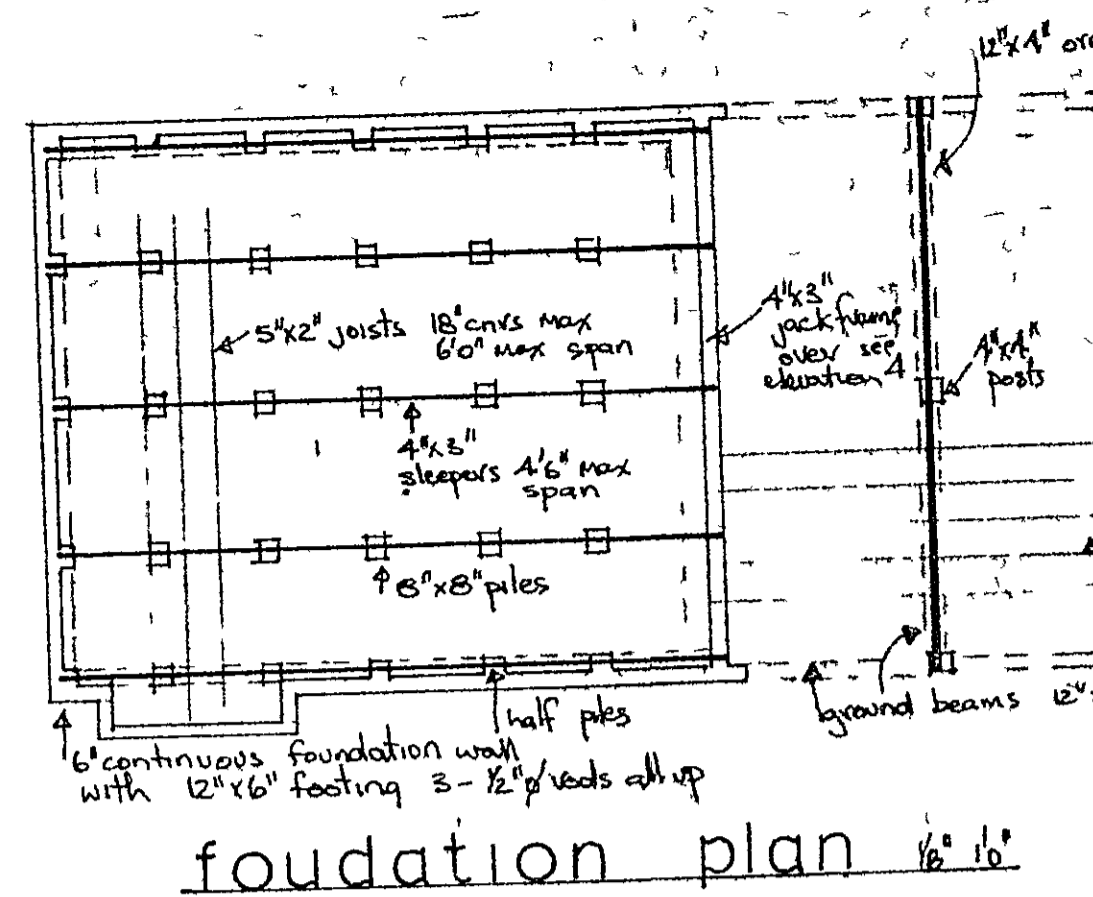 12"x4"
5"x2" joists 18"cnrs max
6'0" max span
4"x3"
jack frame
over see
elevation 4
4"x4"
posts
4"x3"
sleepers 4'6" max
span
8"x8" piles
half piles
ground beams 12"
6" continuous foundation wall
with 12"x6" footing 3-½"ø rods all up
foudation plan ⅛" 1'0"